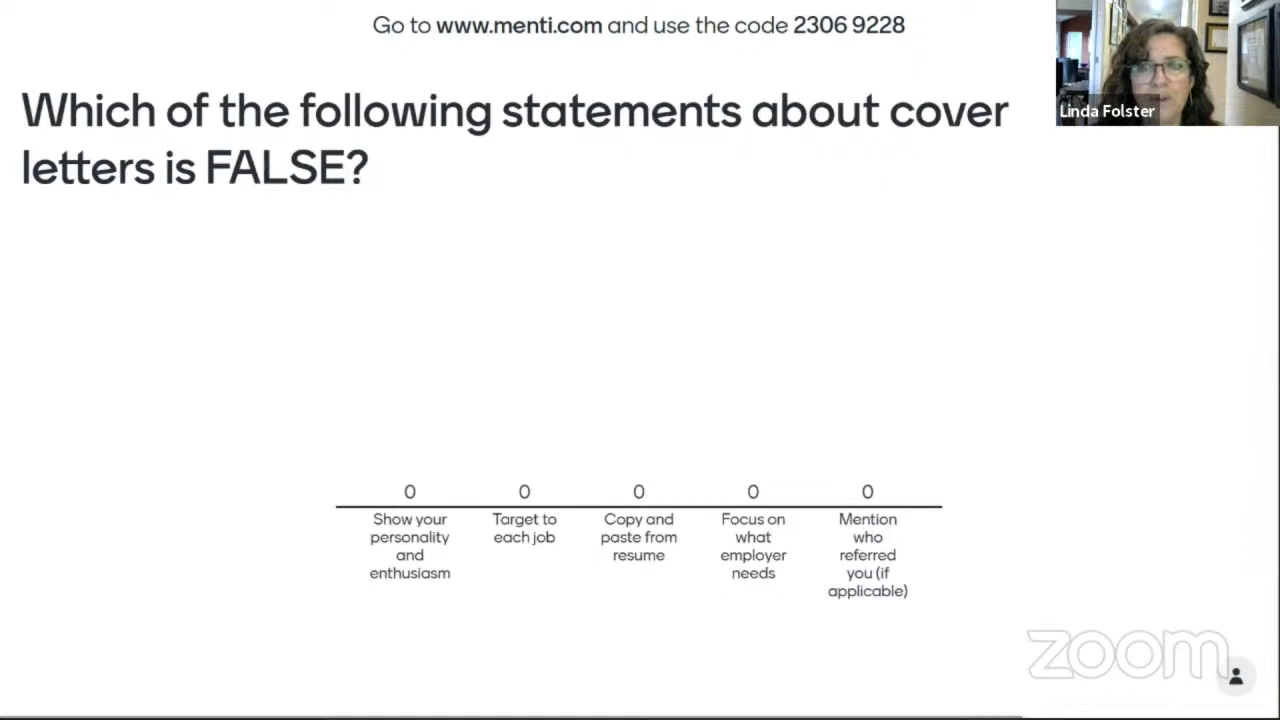 Go to www.menti.com and use the code 2306 9228
Linda Folster
Which of the following statements about cover
letters is FALSE?
0 0 0 0 0
Show your
personality
and
enthusiasm
Target to
each job
Copy and
paste from
resume
Focus on
what
employer
needs
Mention
who
referred
you (if
applicable)
zoom